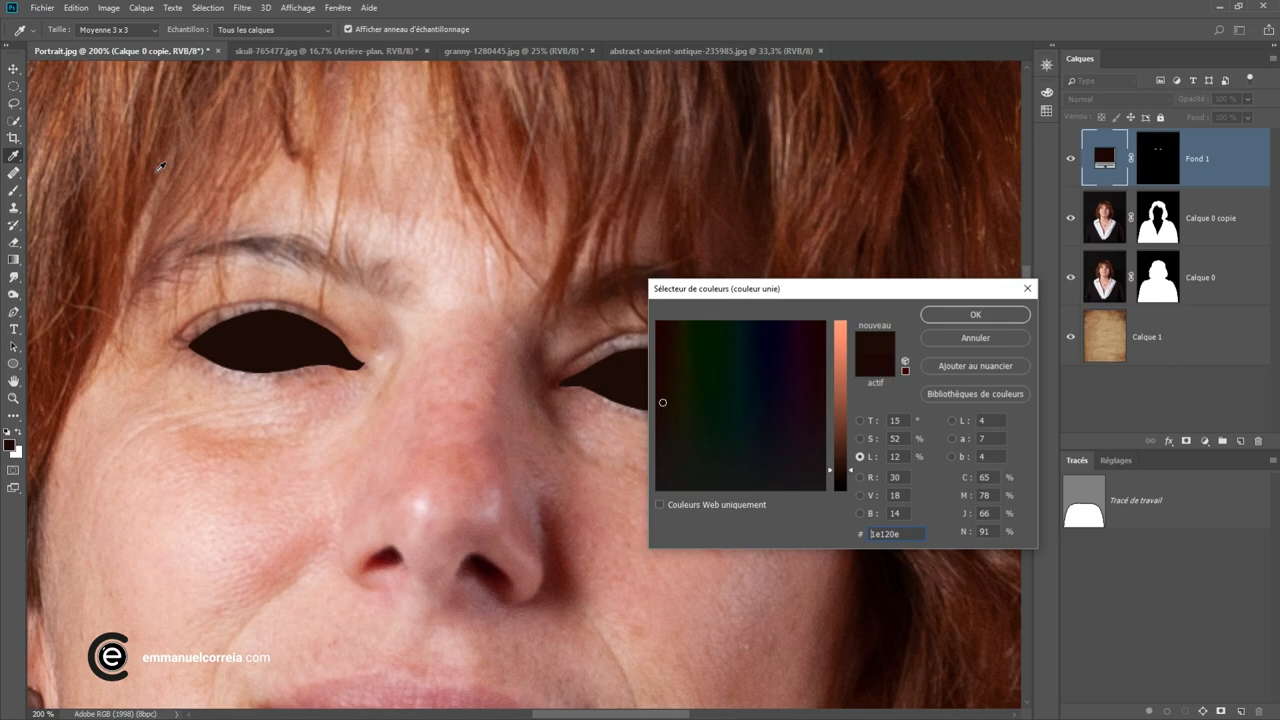 Fichier Edition Image Calque Texte Sélection Filtre 3D Affichage Fenêtre Aide
Taille : Moyenne 3 x 3 Echantillon : Tous les calques Afficher anneau d'échantillonnage
Portrait.jpg @ 200% (Calque 0 copie, RVB/8*) * skull-765477.jpg @ 16,7% (Arrière-plan, RVB/8*) * granny-1280445.jpg @ 25% (RVB/8*) * abstract-ancient-antique-235985.jpg @ 33,3% (RVB/8)
Calques
Type
Normal Opacité : 100 %
Verrou : Fond : 100 %
Fond 1
Calque 0 copie
Calque 0
Calque 1
Sélecteur de couleurs (couleur unie)
nouveau
actif
OK
Annuler
Ajouter au nuancier
Bibliothèques de couleurs
T : 15 ° L : 4
S : 52 % a : 7
L : 12 % b : 4
R : 30 C : 65 %
V : 18 M : 78 %
B : 14 J : 66 %
# 1e120e N : 91 %
Couleurs Web uniquement
Tracés Réglages
Tracé de travail
emmanuelcorreia.com
200 % Adobe RGB (1998) (8bpc)